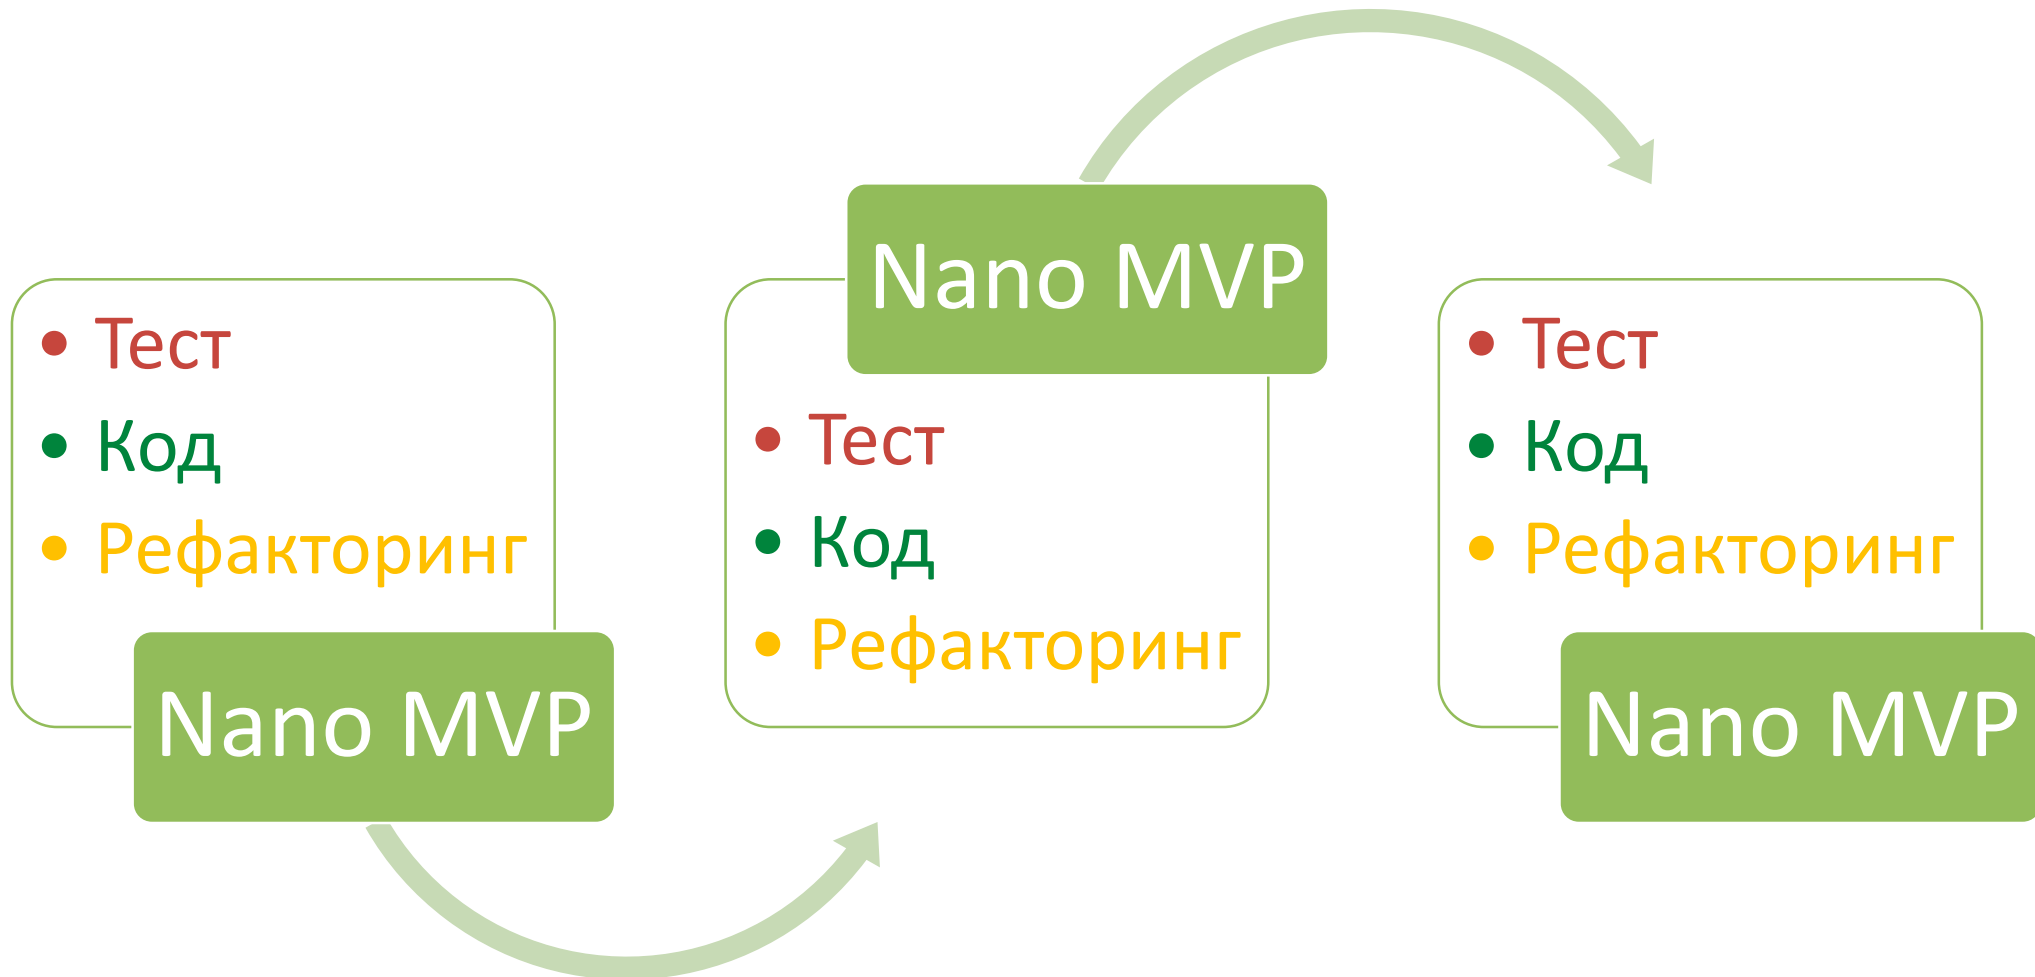 Тест
Код
Рефакторинг
Nano MVP
Nano MVP
Тест
Код
Рефакторинг
Тест
Код
Рефакторинг
Nano MVP